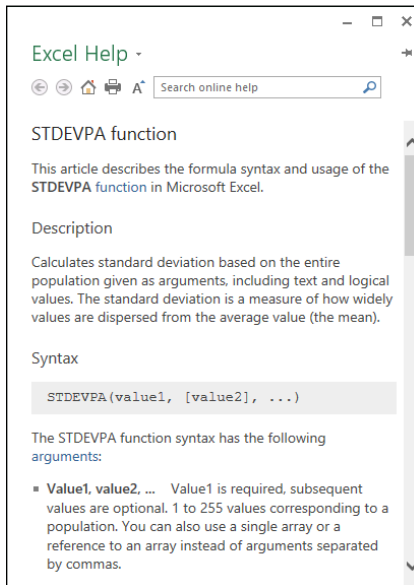 Excel Help
A
Search online help
STDEVPA function
This article describes the formula syntax and usage of the
STDEVPA function in Microsoft Excel.
Description
Calculates standard deviation based on the entire
population given as arguments, including text and logical
values. The standard deviation is a measure of how widely
values are dispersed from the average value (the mean).
Syntax
STDEVPA(value1, [value2], ...)
The STDEVPA function syntax has the following
arguments:
▪ Value1, value2, ... Value1 is required, subsequent
values are optional. 1 to 255 values corresponding to a
population. You can also use a single array or a
reference to an array instead of arguments separated
by commas.